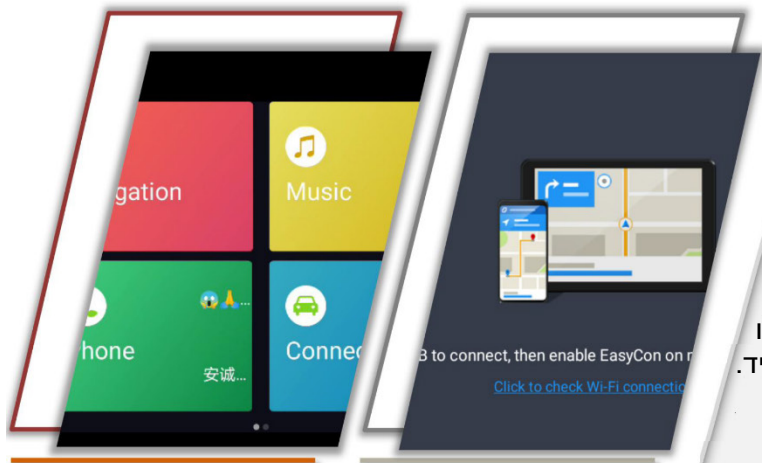 gation
Music
😱🙏...
hone
安诚...
Connec
B to connect, then enable EasyCon on
Click to check Wi-Fi connectio